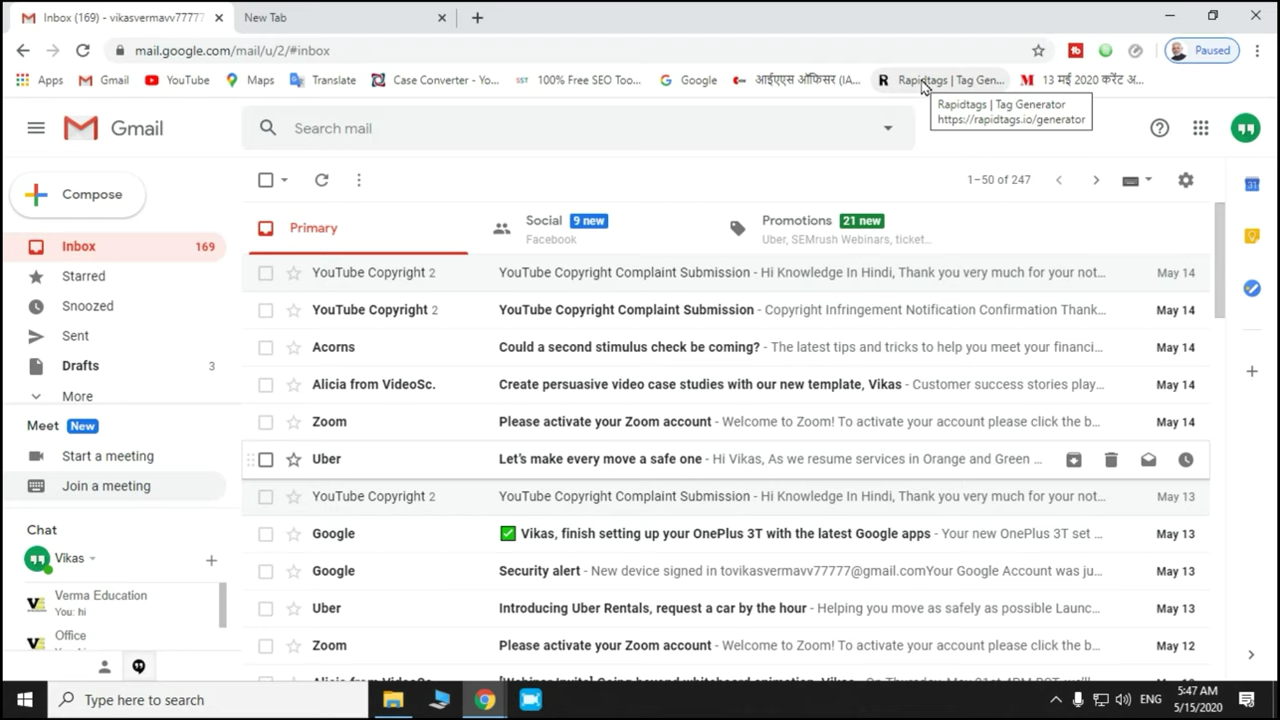 Inbox (169) - vikasvermavv77777
New Tab
mail.google.com/mail/u/2/#inbox
Paused
Apps
Gmail
YouTube
Maps
Translate
Case Converter - Yo...
SST 100% Free SEO Too...
Google
आईएएस ऑफिसर (IA...
R Rapidtags | Tag Gen...
M 13 मई 2020 करेंट अ...
Rapidtags | Tag Generator
https://rapidtags.io/generator
Gmail
Search mail
Compose
1–50 of 247
Inbox 169
Starred
Snoozed
Sent
Drafts 3
More
Meet New
Start a meeting
Join a meeting
Chat
Vikas
Verma Education
You: hi
Office
Primary
Social 9 new
Facebook
Promotions 21 new
Uber, SEMrush Webinars, ticket...
YouTube Copyright 2 YouTube Copyright Complaint Submission - Hi Knowledge In Hindi, Thank you very much for your not... May 14
YouTube Copyright 2 YouTube Copyright Complaint Submission - Copyright Infringement Notification Confirmation Thank... May 14
Acorns Could a second stimulus check be coming? - The latest tips and tricks to help you meet your financi... May 14
Alicia from VideoSc. Create persuasive video case studies with our new template, Vikas - Customer success stories play... May 14
Zoom Please activate your Zoom account - Welcome to Zoom! To activate your account please click the b... May 14
Uber Let's make every move a safe one - Hi Vikas, As we resume services in Orange and Green ...
YouTube Copyright 2 YouTube Copyright Complaint Submission - Hi Knowledge In Hindi, Thank you very much for your not... May 13
Google ✅ Vikas, finish setting up your OnePlus 3T with the latest Google apps - Your new OnePlus 3T set ... May 13
Google Security alert - New device signed in tovikasvermavv77777@gmail.comYour Google Account was ju... May 13
Uber Introducing Uber Rentals, request a car by the hour - Helping you move as safely as possible Launc... May 13
Zoom Please activate your Zoom account - Welcome to Zoom! To activate your account please click the b... May 12
Type here to search
ENG
5:47 AM
5/15/2020